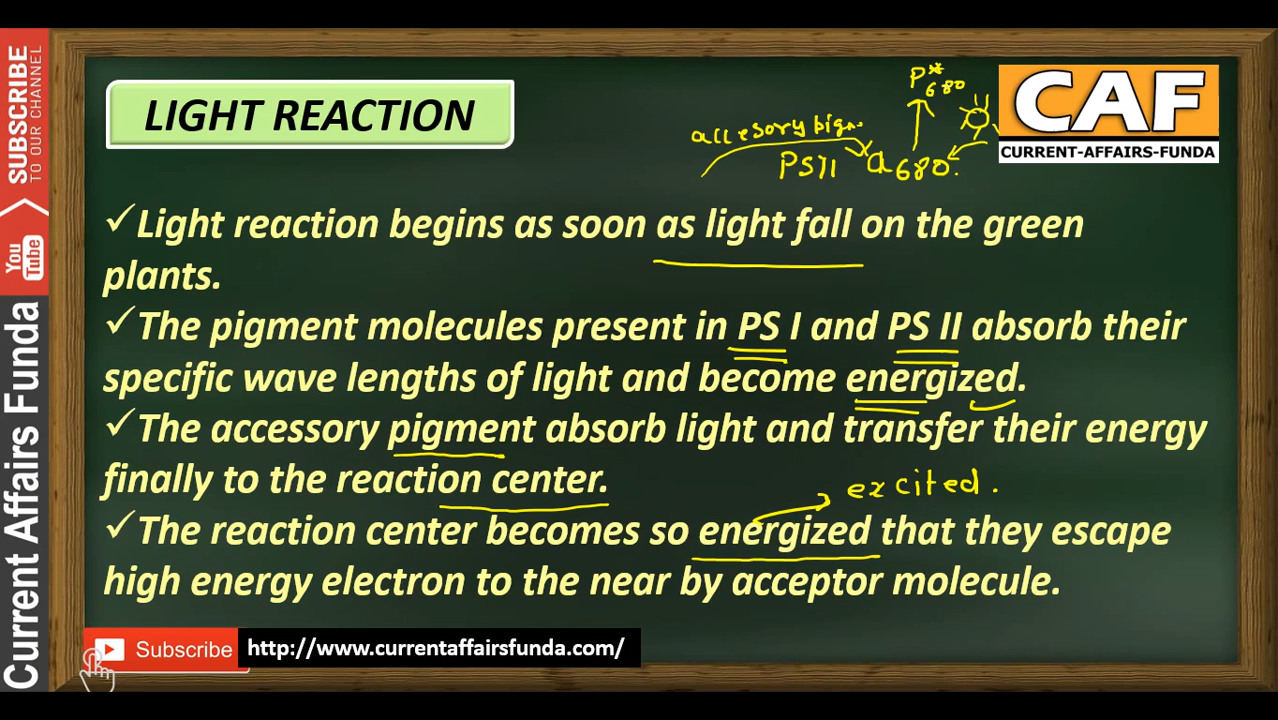 SUBSCRIBE
TO OUR CHANNEL
You
Tube
Current Affairs Funda
LIGHT REACTION
P*680
accesory pign.
PSII a680.
CAF
CURRENT-AFFAIRS-FUNDA
✓Light reaction begins as soon as light fall on the green
plants.
✓The pigment molecules present in PS I and PS II absorb their
specific wave lengths of light and become energized.
✓The accessory pigment absorb light and transfer their energy
finally to the reaction center.
excited.
✓The reaction center becomes so energized that they escape
high energy electron to the near by acceptor molecule.
Subscribe
http://www.currentaffairsfunda.com/